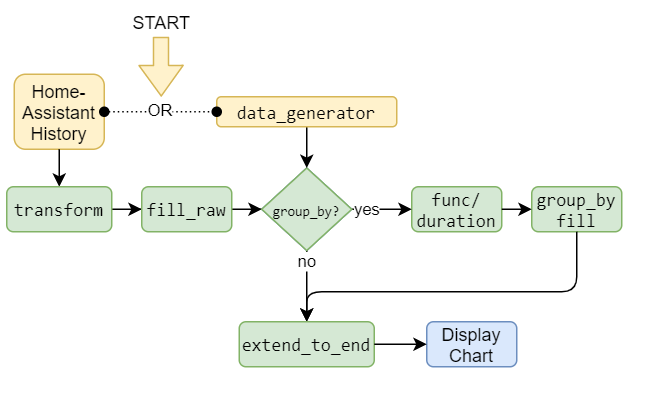 START
Home-
Assistant
History
OR
data_generator
transform
fill_raw
group_by?
yes
func/
duration
group_by
fill
no
extend_to_end
Display
Chart